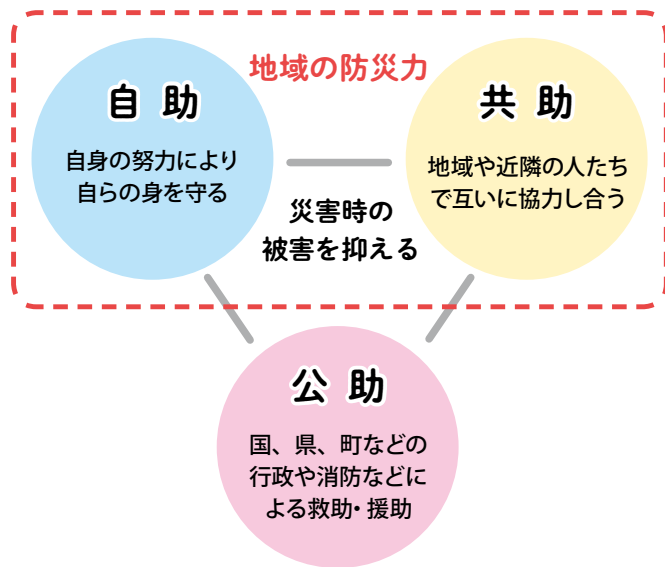 地域の防災力
自助
自身の努力により
自らの身を守る
共助
地域や近隣の人たち
で互いに協力し合う
災害時の
被害を抑える
公助
国、県、町などの
行政や消防などに
よる救助・援助